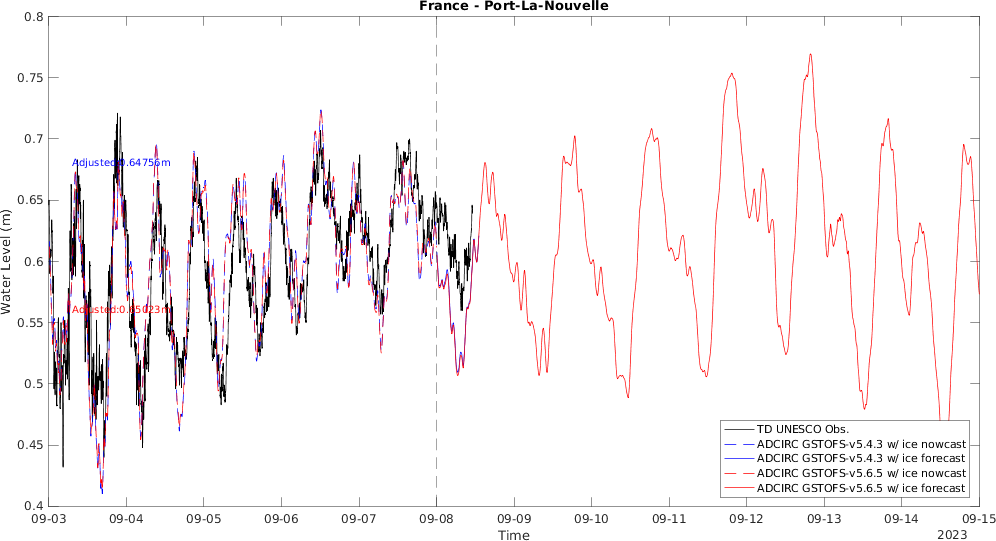 France - Port-La-Nouvelle
Water Level (m)
0.8
0.75
0.7
0.65
0.6
0.55
0.5
0.45
0.4
Adjusted:0.64756m
Adjusted:0.65023m
TD UNESCO Obs.
ADCIRC GSTOFS-v5.4.3 w/ ice nowcast
ADCIRC GSTOFS-v5.4.3 w/ ice forecast
ADCIRC GSTOFS-v5.6.5 w/ ice nowcast
ADCIRC GSTOFS-v5.6.5 w/ ice forecast
09-03 09-04 09-05 09-06 09-07 09-08 09-09 09-10 09-11 09-12 09-13 09-14 09-15
Time
2023